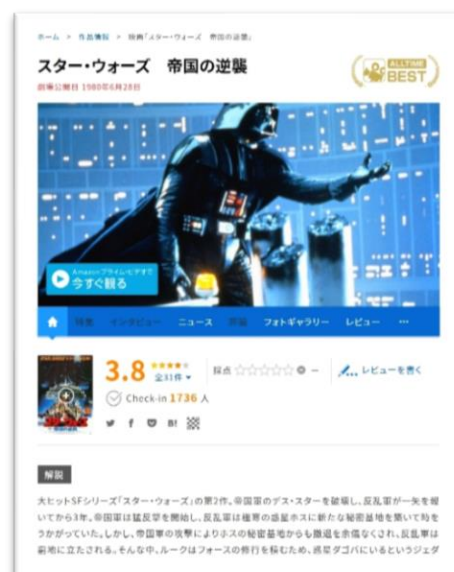 ホーム > 作品情報 > 映画「スター・ウォーズ 帝国の逆襲」
スター・ウォーズ 帝国の逆襲
ALLTIME
BEST
劇場公開日 1980年6月28日
Amazonプライムビデオで
今すぐ観る
特集 インタビュー ニュース 評論 フォトギャラリー レビュー …
3.8
全31件
採点 ☆☆☆☆☆ –
レビューを書く
Check-in 1736 人
B!
解説
大ヒットSFシリーズ「スター・ウォーズ」の第2作。帝国軍のデス・スターを破壊し、反乱軍が一矢を報
いてから3年。帝国軍は猛反撃を開始し、反乱軍は極寒の惑星ホスに新たな秘密基地を築いて時を
うかがっていた。しかし、帝国軍の攻撃によりホスの秘密基地からも撤退を余儀なくされ、反乱軍は
窮地に立たされる。そんな中、ルークはフォースの修行を積むため、惑星ダゴバにいるというジェダ